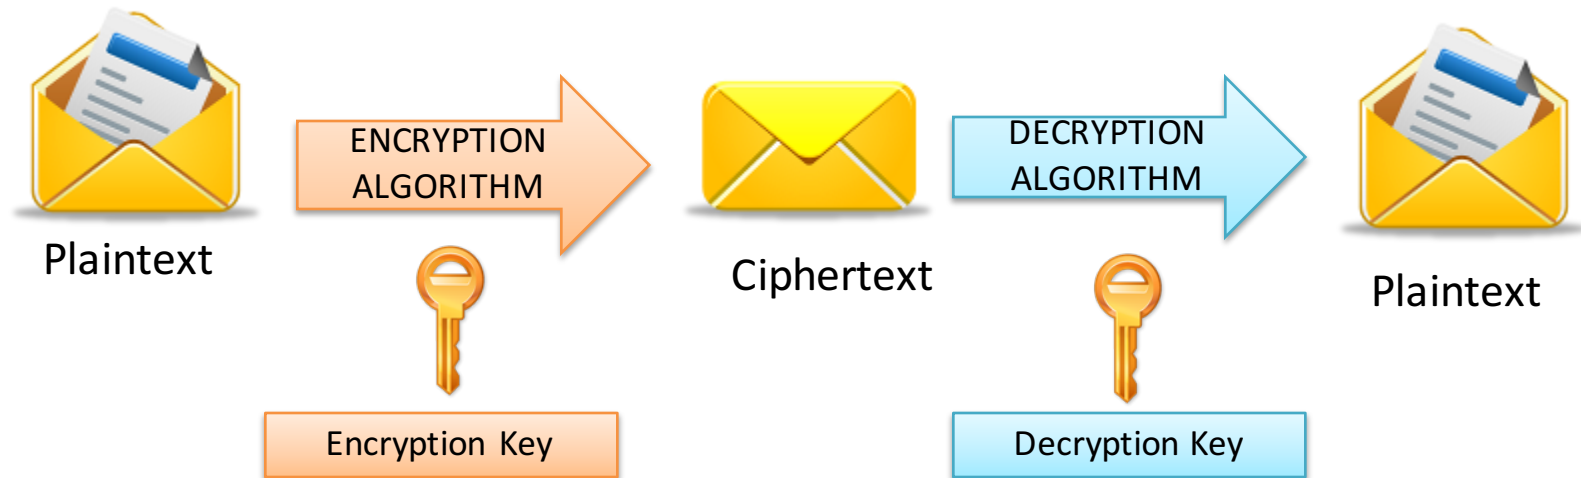 Plaintext
ENCRYPTION
ALGORITHM
Ciphertext
DECRYPTION
ALGORITHM
Plaintext
Encryption Key
Decryption Key